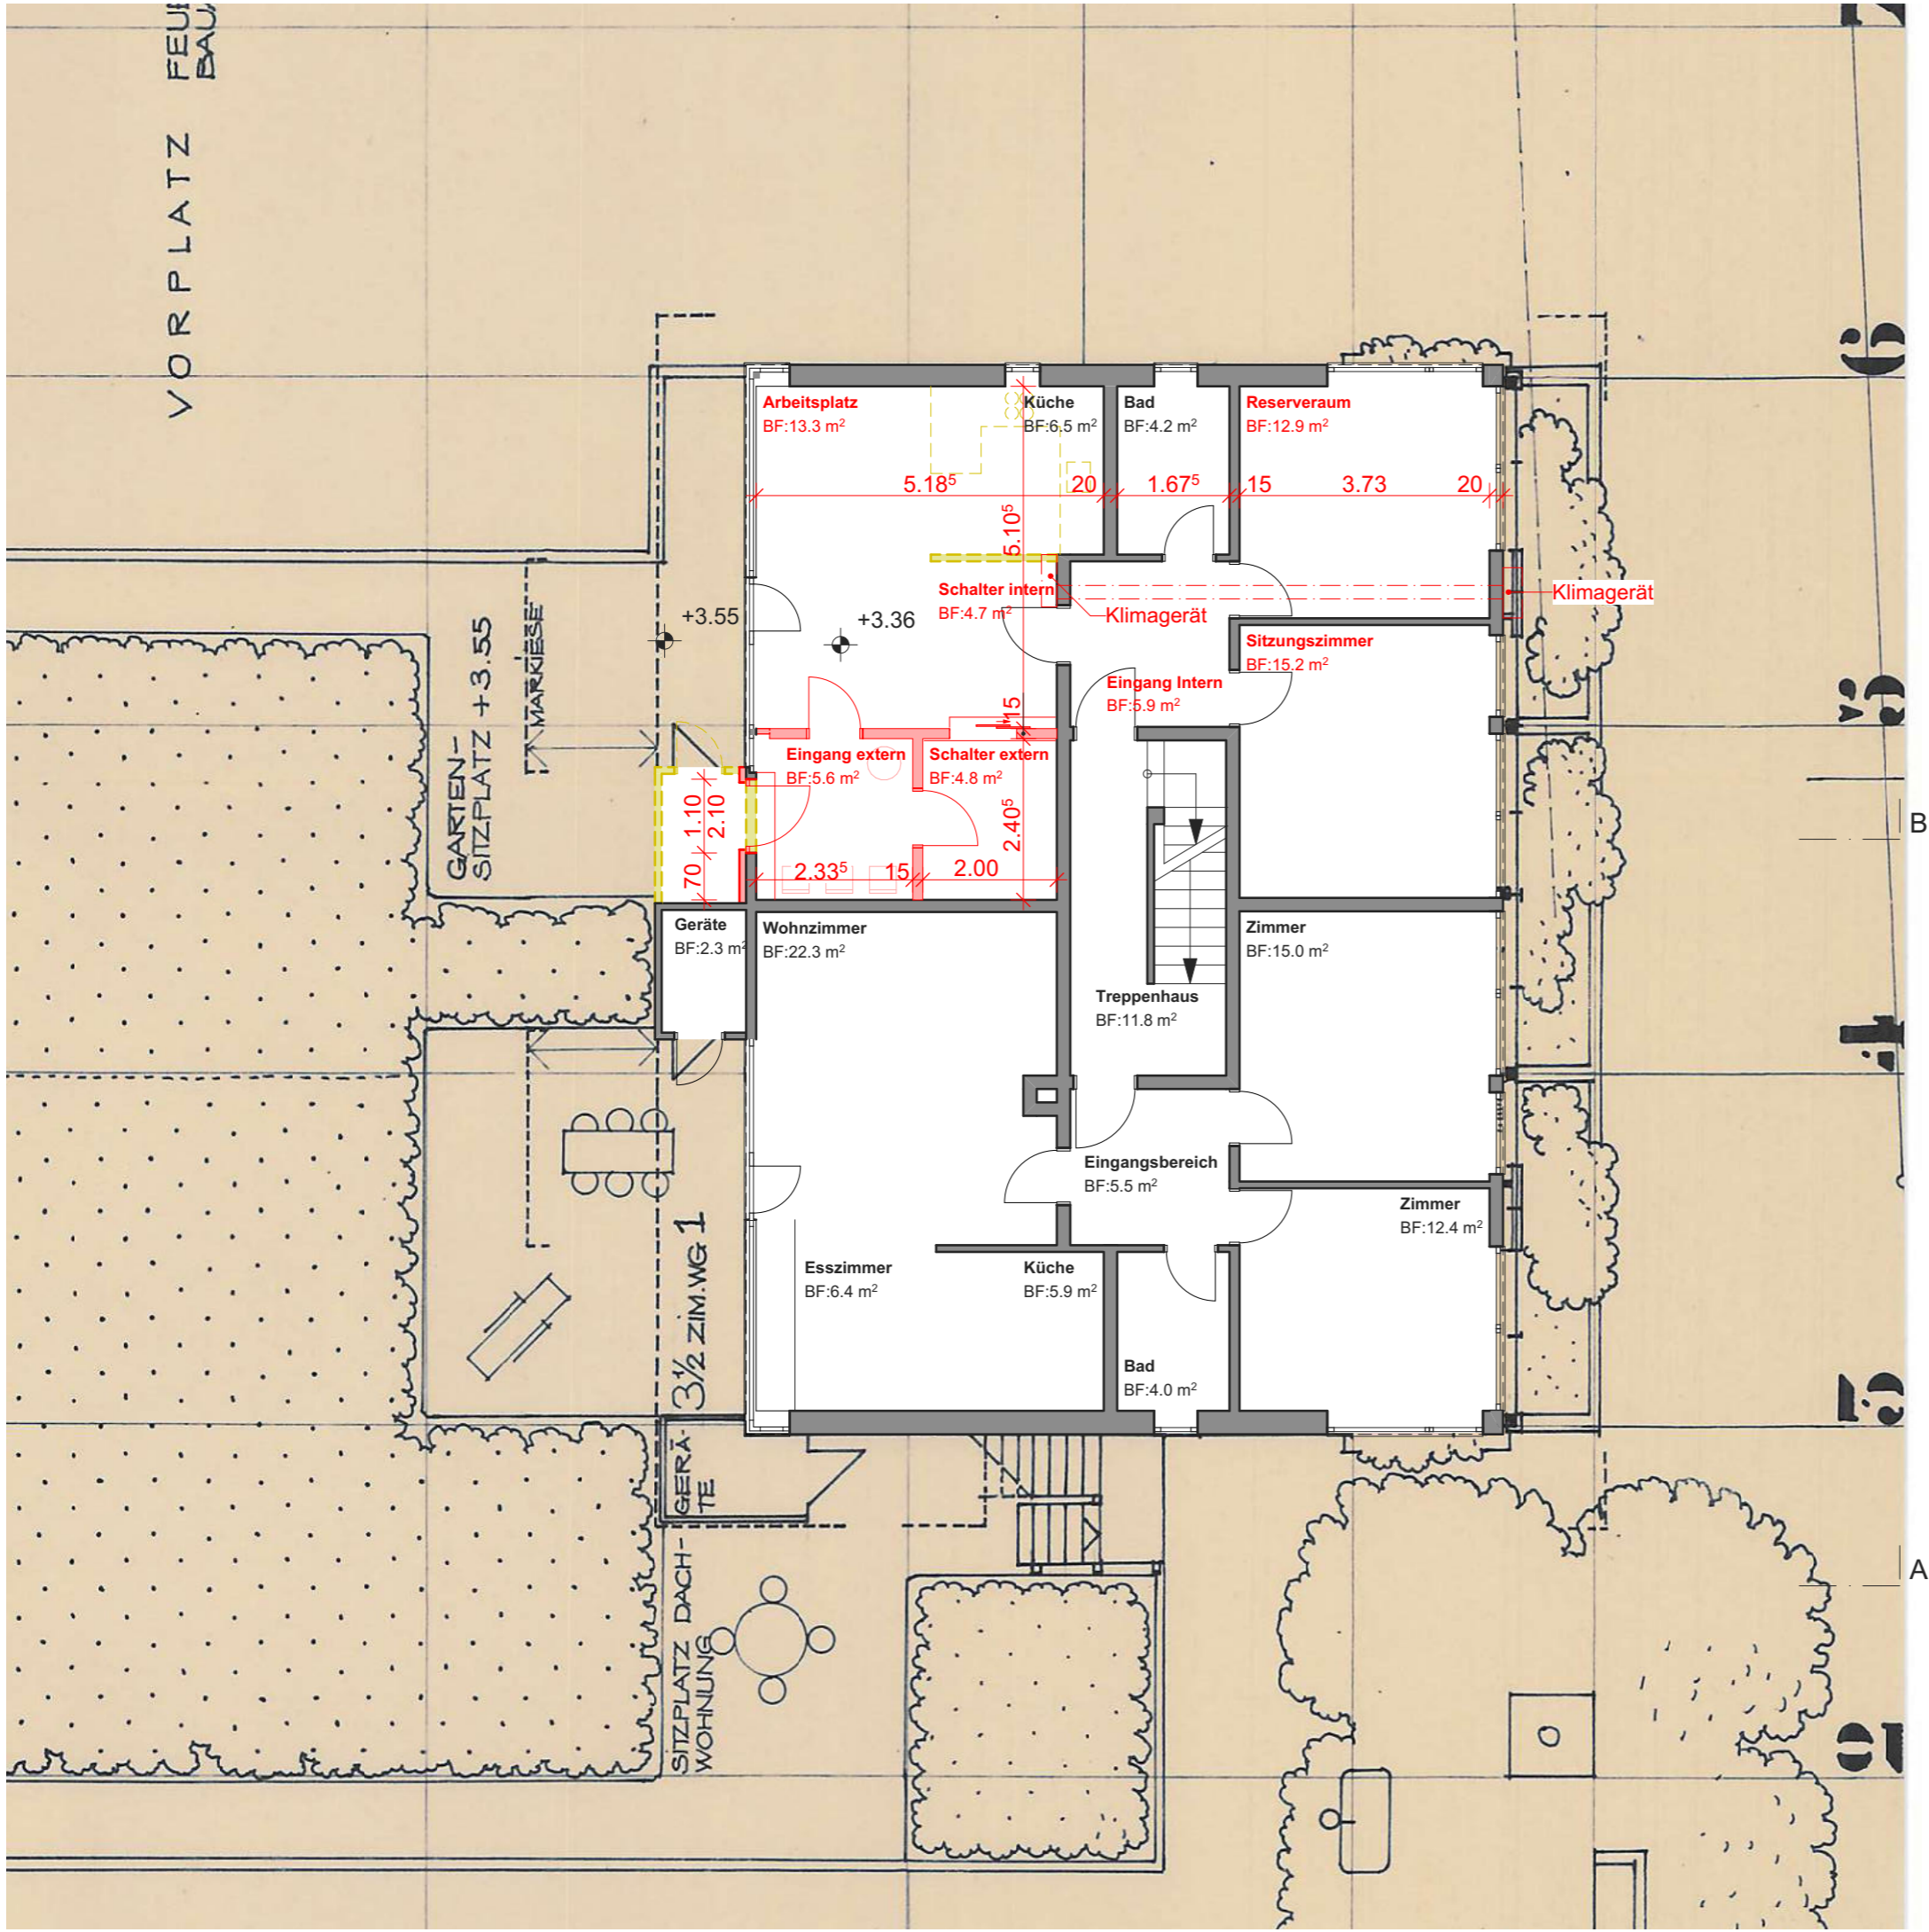 VORPLATZ
Arbeitsplatz
BF:13.3 m²
Küche
BF:6.5 m²
Bad
BF:4.2 m²
Reserveraum
BF:12.9 m²
5.18⁵
20
1.67⁵
15
3.73
20
5.10⁵
Schalter intern
BF:4.7 m²
Klimagerät
Klimagerät
+3.55
+3.36
GARTEN-
SITZPLATZ +3.55
MARKIESE
Sitzungszimmer
BF:15.2 m²
Eingang Intern
BF:5.9 m²
15
Eingang extern
BF:5.6 m²
Schalter extern
BF:4.8 m²
1.10
2.10
70
2.40⁵
2.33⁵
15
2.00
B
Geräte
BF:2.3 m²
Wohnzimmer
BF:22.3 m²
Zimmer
BF:15.0 m²
Treppenhaus
BF:11.8 m²
Eingangsbereich
BF:5.5 m²
Zimmer
BF:12.4 m²
3½ ZIM.WG 1
Esszimmer
BF:6.4 m²
Küche
BF:5.9 m²
Bad
BF:4.0 m²
GERÄ-
TE
A
SITZPLATZ DACH-
WOHNUNG
6
5
4
3